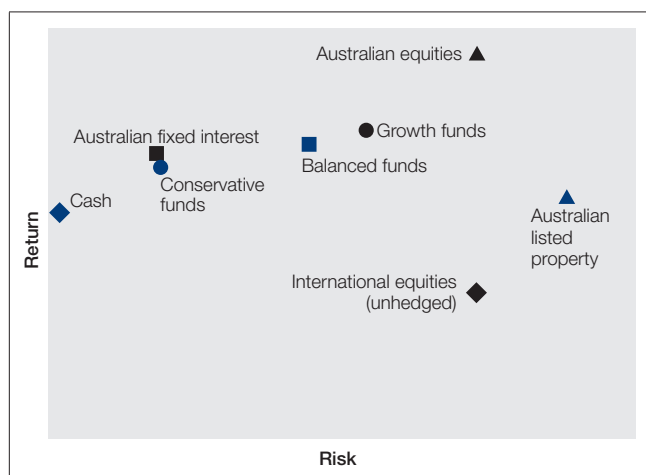 Australian equities
Growth funds
Australian fixed interest
Balanced funds
Conservative
funds
Cash
Australian
listed
property
International equities
(unhedged)
Return
Risk